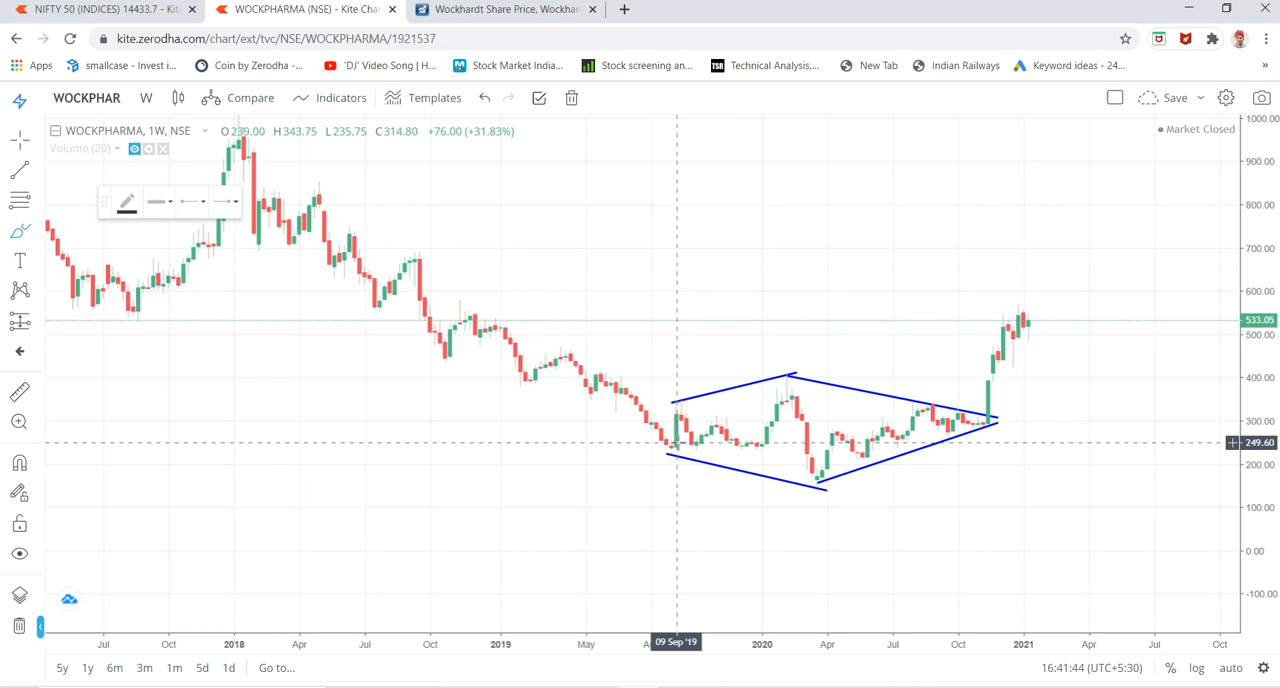 NIFTY 50 (INDICES) 14433.7 - Kit
WOCKPHARMA (NSE) - Kite Cha
Wockhardt Share Price, Wockhar
kite.zerodha.com/chart/ext/tvc/NSE/WOCKPHARMA/1921537
Apps smallcase - Invest i... Coin by Zerodha -... 'DJ' Video Song | H... Stock Market India... Stock screening an... TSR Technical Analysis,... New Tab Indian Railways Keyword ideas - 24... »
WOCKPHAR W Compare Indicators Templates Save
WOCKPHARMA, 1W, NSE O 239.00 H 343.75 L 235.75 C 314.80 +76.00 (+31.83%)
Market Closed
Volume (20)
1000.00
900.00
800.00
700.00
600.00
533.05
500.00
400.00
300.00
249.60
200.00
100.00
0.00
-100.00
Jul Oct 2018 Apr Jul Oct 2019 May 09 Sep '19 2020 Apr Jul Oct 2021 Apr Jul Oct
5y 1y 6m 3m 1m 5d 1d Go to... 16:41:44 (UTC+5:30) % log auto